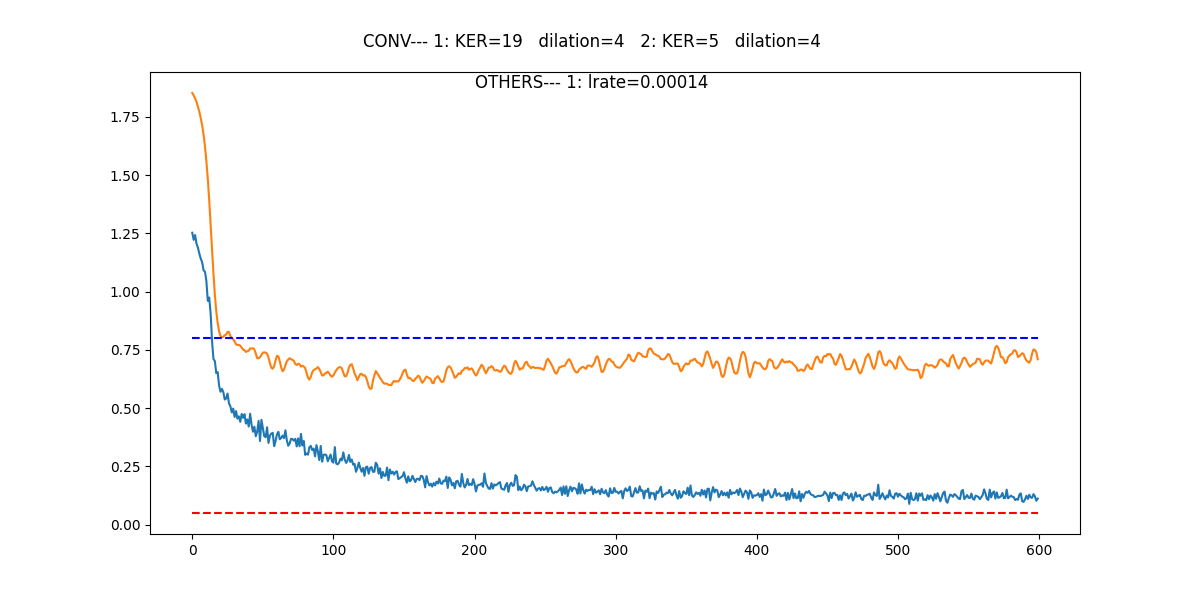 CONV--- 1: KER=19   dilation=4   2: KER=5   dilation=4
OTHERS--- 1: lrate=0.00014
1.75
1.50
1.25
1.00
0.75
0.50
0.25
0.00
0 100 200 300 400 500 600